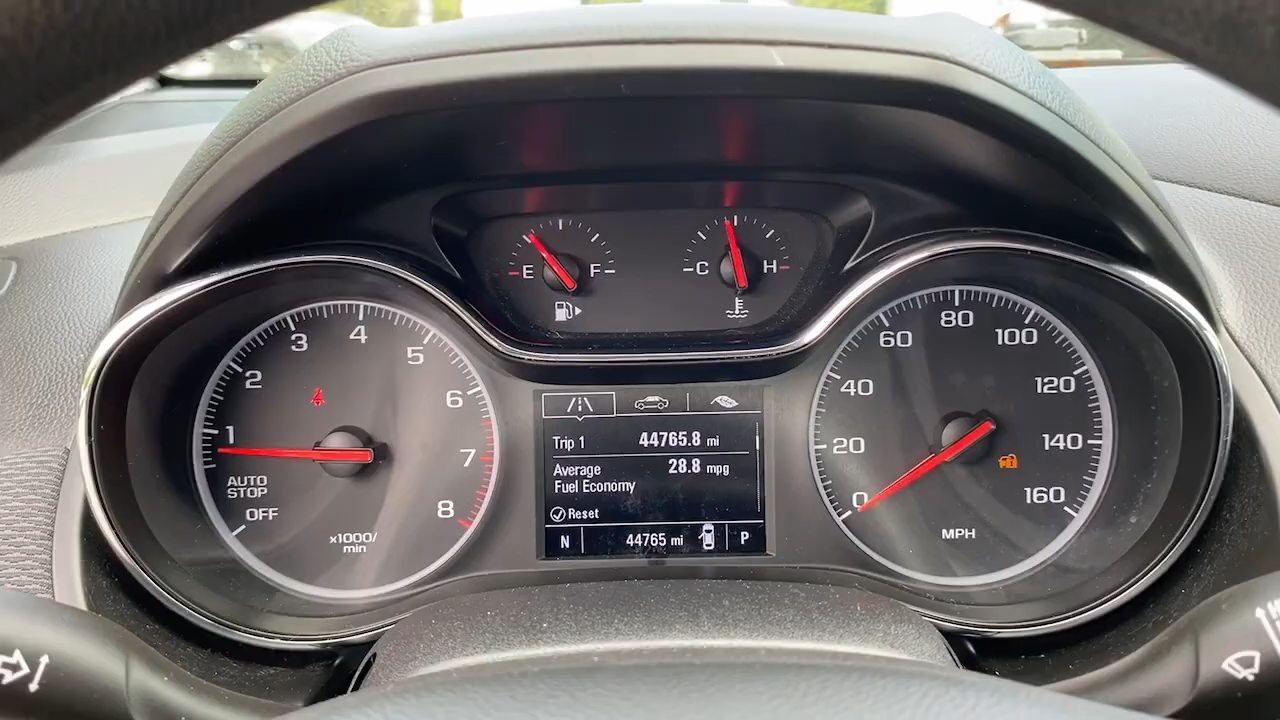 E F
C H
1 2 3 4 5 6 7 8
AUTO
STOP
OFF
x1000/
min
Trip 1 44765.8 mi
Average 28.8 mpg
Fuel Economy
Reset
N 44765 mi P
0 20 40 60 80 100 120 140 160
MPH